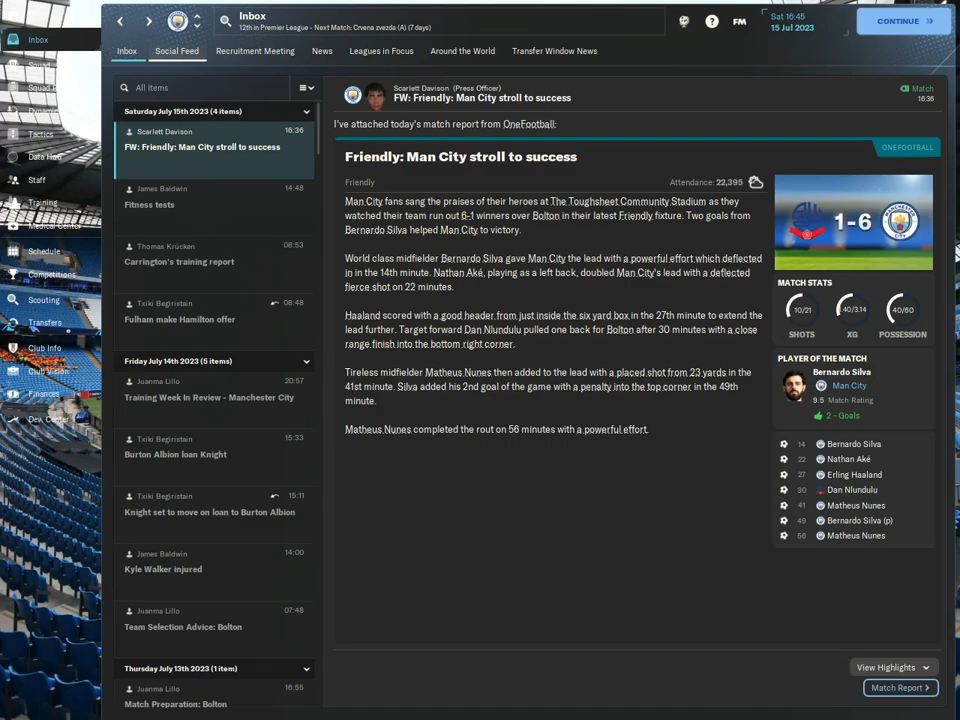 Inbox
12th in Premier League - Next Match: Crvena zvezda (A) (7 days)
?
FM
Sat 16:45
15 Jul 2023
CONTINUE
Inbox
Social Feed
Recruitment Meeting
News
Leagues in Focus
Around the World
Transfer Window News
Inbox
Squad
Tactics
Data Hub
Staff
Training
Medical Center
Schedule
Competitions
Scouting
Transfers
Club Info
Club Vision
Finances
Dev. Center
All Items
Saturday July 15th 2023 (4 items)
Scarlett Davison 16:36
FW: Friendly: Man City stroll to success
James Baldwin 14:48
Fitness tests
Thomas Krücken 08:53
Carrington's training report
Txiki Begiristain 08:48
Fulham make Hamilton offer
Friday July 14th 2023 (5 items)
Juanma Lillo 20:57
Training Week In Review - Manchester City
Txiki Begiristain 15:33
Burton Albion loan Knight
Txiki Begiristain 15:11
Knight set to move on loan to Burton Albion
James Baldwin 14:00
Kyle Walker injured
Juanma Lillo 07:48
Team Selection Advice: Bolton
Thursday July 13th 2023 (1 item)
Juanma Lillo 16:55
Match Preparation: Bolton
Scarlett Davison (Press Officer)
FW: Friendly: Man City stroll to success
Match
16:36
I've attached today's match report from OneFootball:
ONEFOOTBALL
Friendly: Man City stroll to success
Friendly
Attendance: 22,395
Man City fans sang the praises of their heroes at The Toughsheet Community Stadium as they
watched their team run out 6-1 winners over Bolton in their latest Friendly fixture. Two goals from
Bernardo Silva helped Man City to victory.
World class midfielder Bernardo Silva gave Man City the lead with a powerful effort which deflected
in in the 14th minute. Nathan Aké, playing as a left back, doubled Man City's lead with a deflected
fierce shot on 22 minutes.
Haaland scored with a good header from just inside the six yard box in the 27th minute to extend the
lead further. Target forward Dan Nlundulu pulled one back for Bolton after 30 minutes with a close
range finish into the bottom right corner.
Tireless midfielder Matheus Nunes then added to the lead with a placed shot from 23 yards in the
41st minute. Silva added his 2nd goal of the game with a penalty into the top corner in the 49th
minute.
Matheus Nunes completed the rout on 56 minutes with a powerful effort.
1-6
MATCH STATS
10/21
.40/3.14
40/60
SHOTS
XG
POSSESSION
PLAYER OF THE MATCH
Bernardo Silva
Man City
9.5 Match Rating
2 - Goals
14 Bernardo Silva
22 Nathan Aké
27 Erling Haaland
30 Dan Nlundulu
41 Matheus Nunes
49 Bernardo Silva (p)
56 Matheus Nunes
View Highlights
Match Report